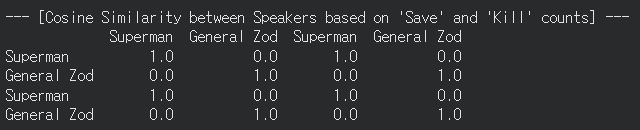 --- [Cosine Similarity between Speakers based on 'Save' and 'Kill' counts] ---
Superman General Zod Superman General Zod
Superman 1.0 0.0 1.0 0.0
General Zod 0.0 1.0 0.0 1.0
Superman 1.0 0.0 1.0 0.0
General Zod 0.0 1.0 0.0 1.0